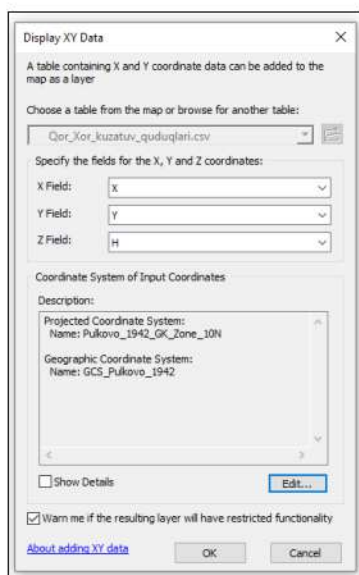 Display XY Data
A table containing X and Y coordinate data can be added to the
map as a layer
Choose a table from the map or browse for another table:
Qor_Xor_kuzatuv_quduqlari.csv
Specify the fields for the X, Y and Z coordinates:
X Field: X
Y Field: Y
Z Field: H
Coordinate System of Input Coordinates
Description:
Projected Coordinate System:
Name: Pulkovo_1942_GK_Zone_10N
Geographic Coordinate System:
Name: GCS_Pulkovo_1942
Show Details Edit...
Warn me if the resulting layer will have restricted functionality
About adding XY data OK Cancel